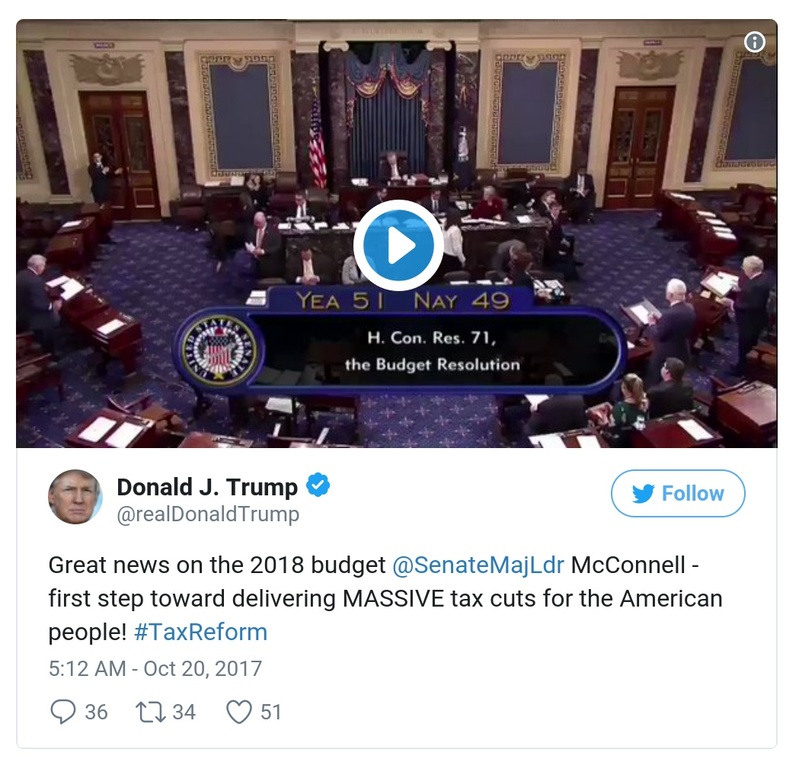 YEA 51 NAY 49
H. Con. Res. 71,
the Budget Resolution
UNITED STATES
Donald J. Trump
@realDonaldTrump
Follow
Great news on the 2018 budget @SenateMajLdr McConnell -
first step toward delivering MASSIVE tax cuts for the American
people! #TaxReform
5:12 AM - Oct 20, 2017
36 34 51